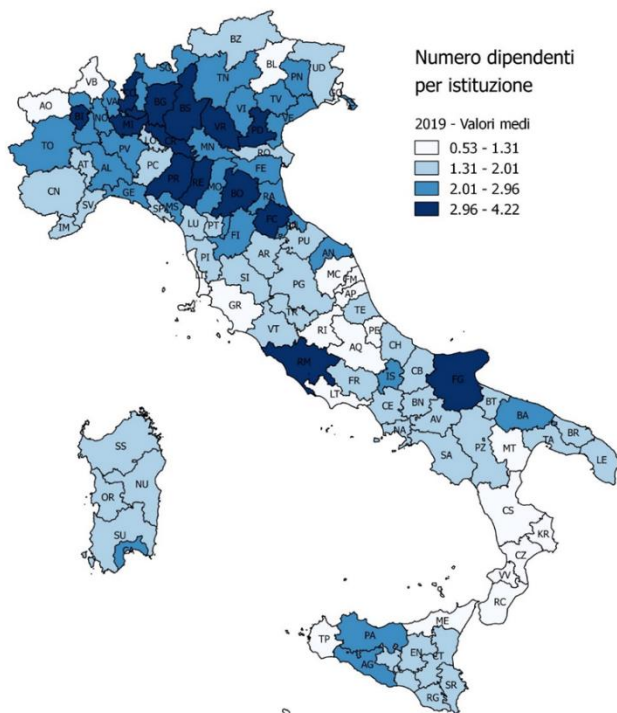 Numero dipendenti
per istituzione
2019 - Valori medi
0.53 - 1.31
1.31 - 2.01
2.01 - 2.96
2.96 - 4.22
BZ
SO
TN
BL
PN
UD
VB
AO
VA
BG
BS
VI
TV
VE
BI
NO
MI
VR
PD
TO
PV
LO
MN
RO
AT
AL
PC
PR
RE
MO
FE
CN
GE
BO
RA
SV
IM
SP
MS
FC
LU
PT
FI
PU
PI
AR
AN
SI
MC
FM
GR
PG
AP
TR
TE
VT
RI
PE
AQ
CH
RM
IS
CB
FG
LT
FR
CE
BN
BT
BA
NA
AV
SA
PZ
MT
TA
BR
LE
SS
NU
OR
SU
CS
KR
CZ
VV
RC
ME
TP
PA
EN
CT
AG
SR
RG